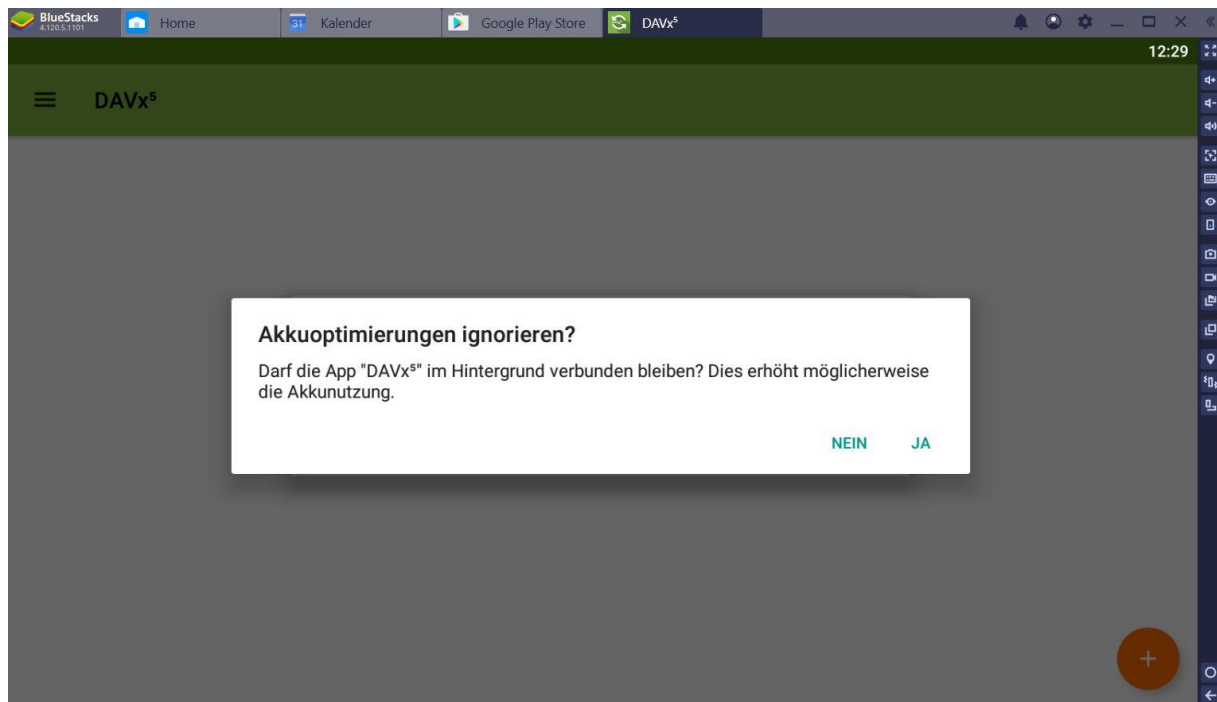 BlueStacks
4.120.5.1101
Home
31 Kalender
Google Play Store
DAVx⁵
12:29
DAVx⁵
Akkuoptimierungen ignorieren?
Darf die App "DAVx⁵" im Hintergrund verbunden bleiben? Dies erhöht möglicherweise
die Akkunutzung.
NEIN JA